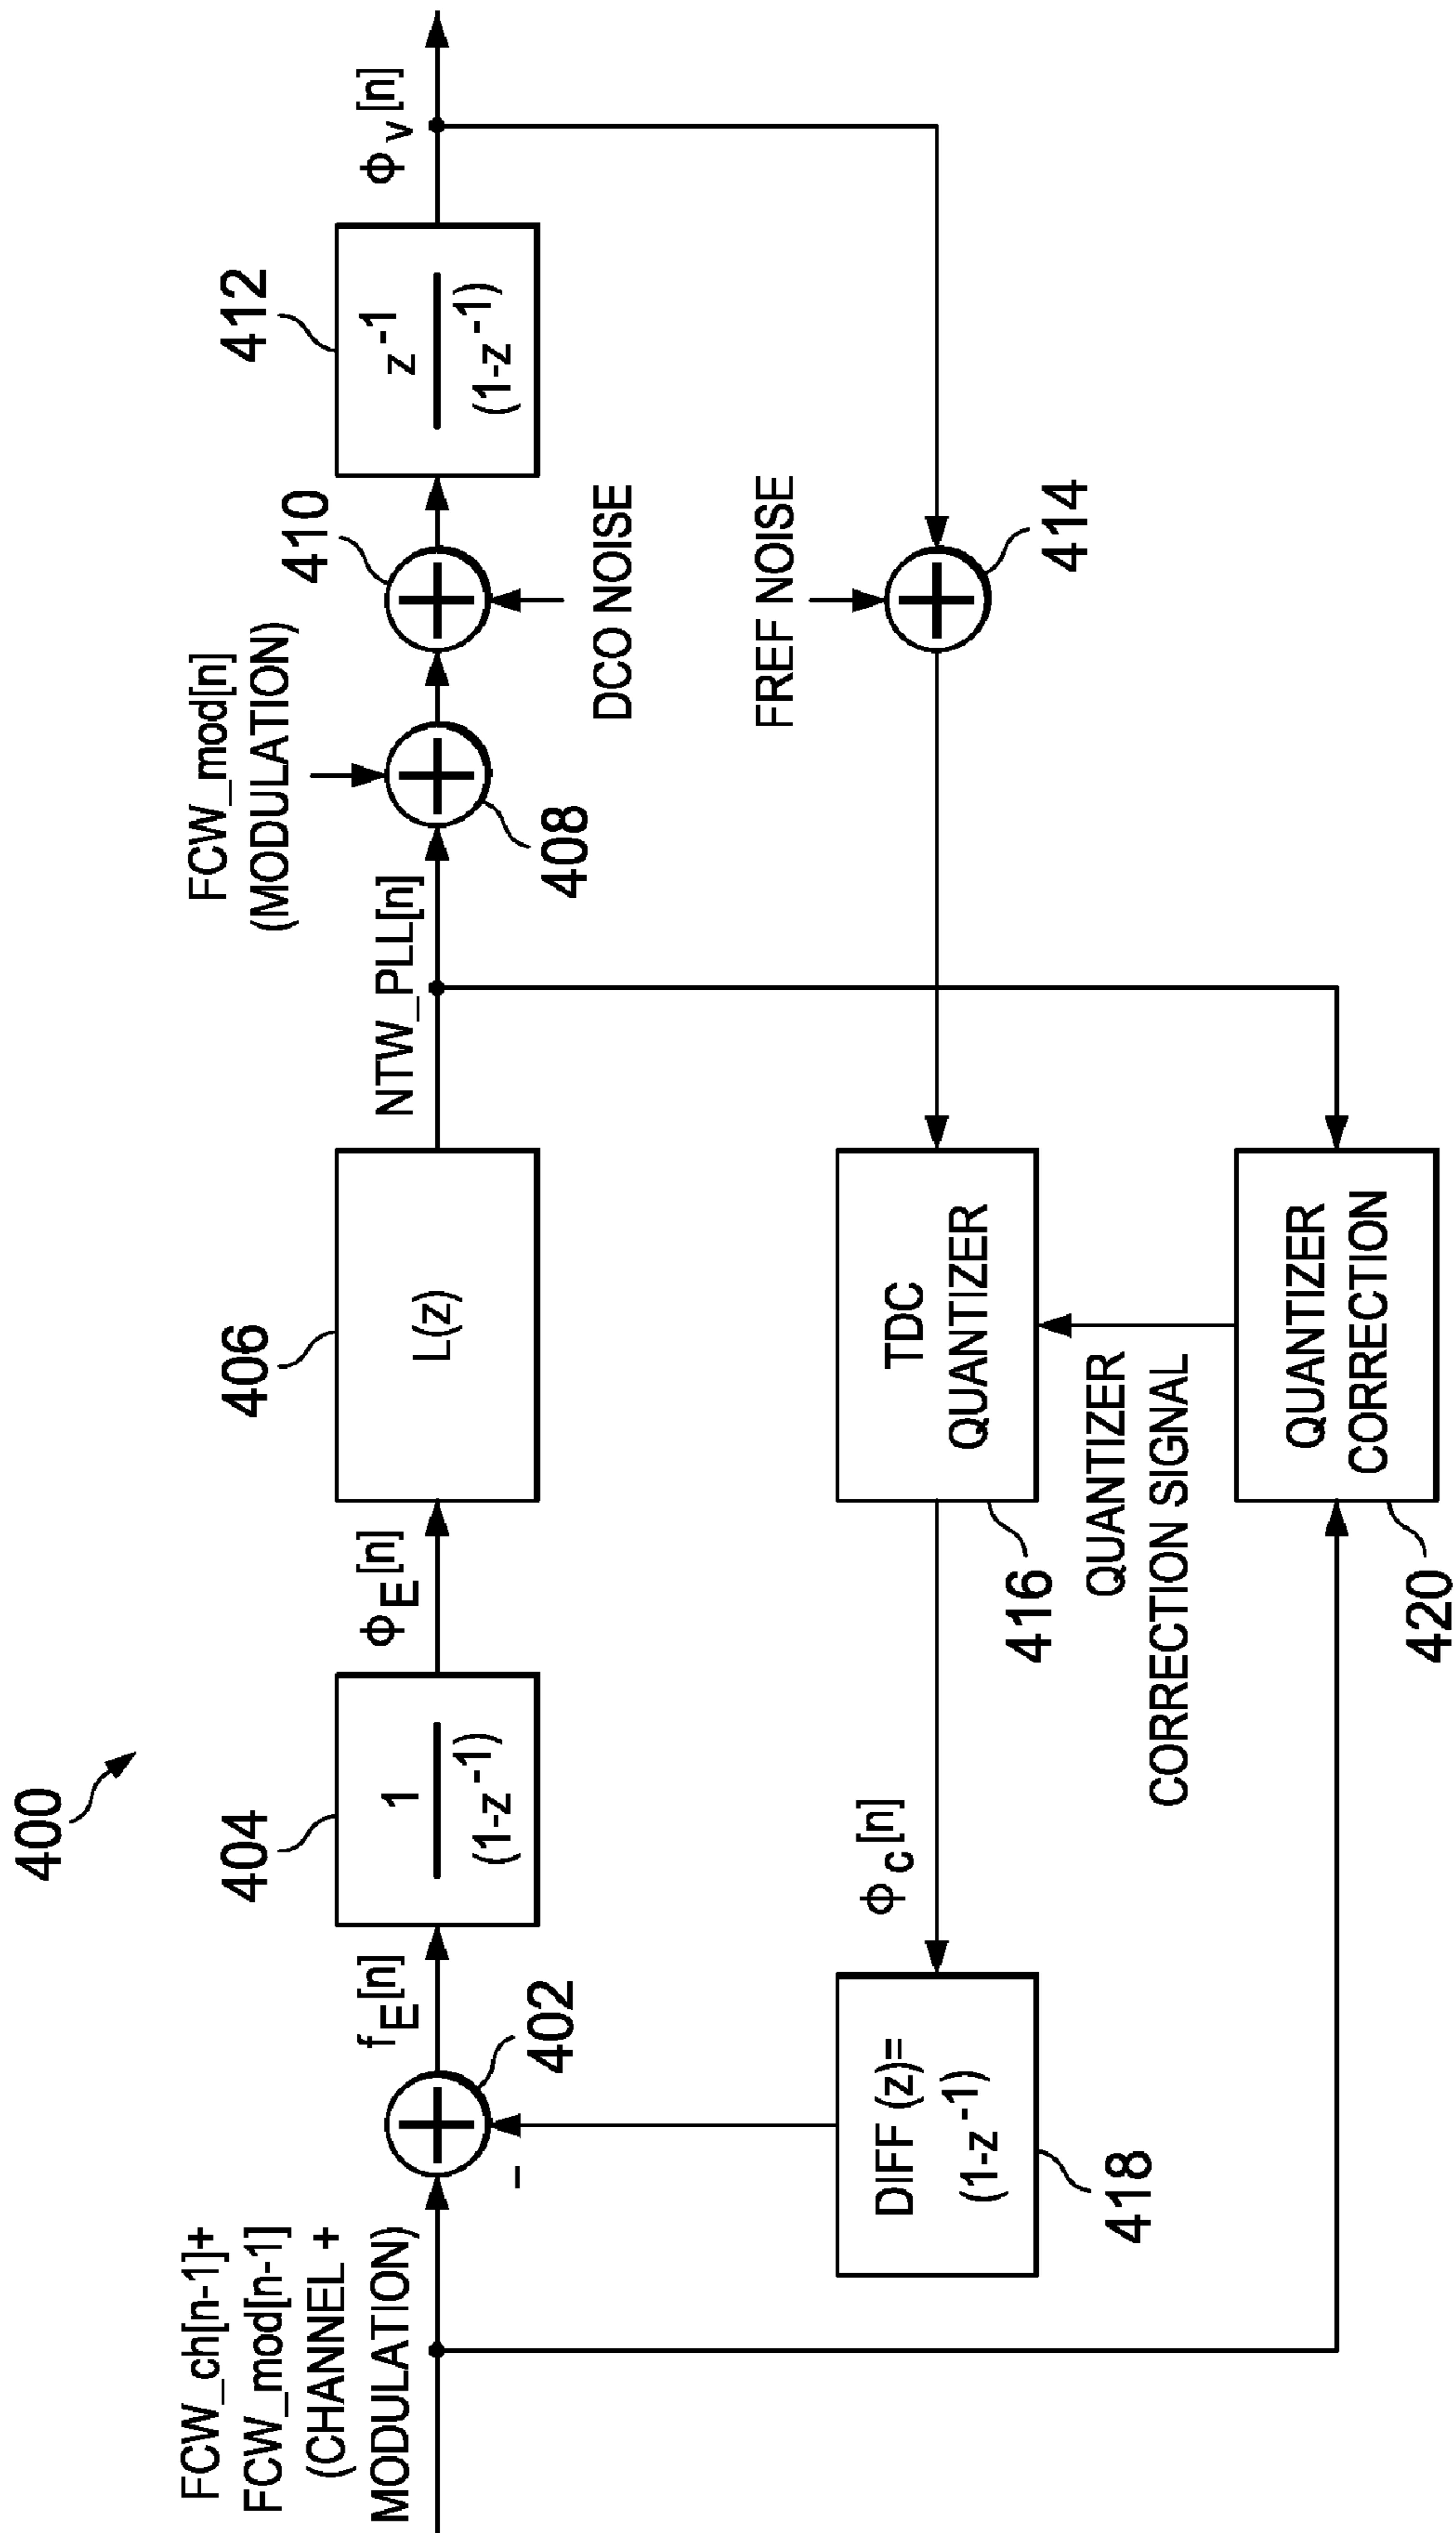 400
FCW_ch[n-1]+
FCW_mod[n-1]
(CHANNEL +
MODULATION)
-
402
f_E[n]
404
1
(1-z^-1)
ϕ_E[n]
406
L(z)
NTW_PLL[n]
FCW_mod[n]
(MODULATION)
408
410
DCO NOISE
412
z^-1
(1-z^-1)
ϕ_v[n]
FREF NOISE
414
TDC
QUANTIZER
416
ϕ_c[n]
DIFF (z)=
(1-z^-1)
418
QUANTIZER
CORRECTION SIGNAL
QUANTIZER
CORRECTION
420